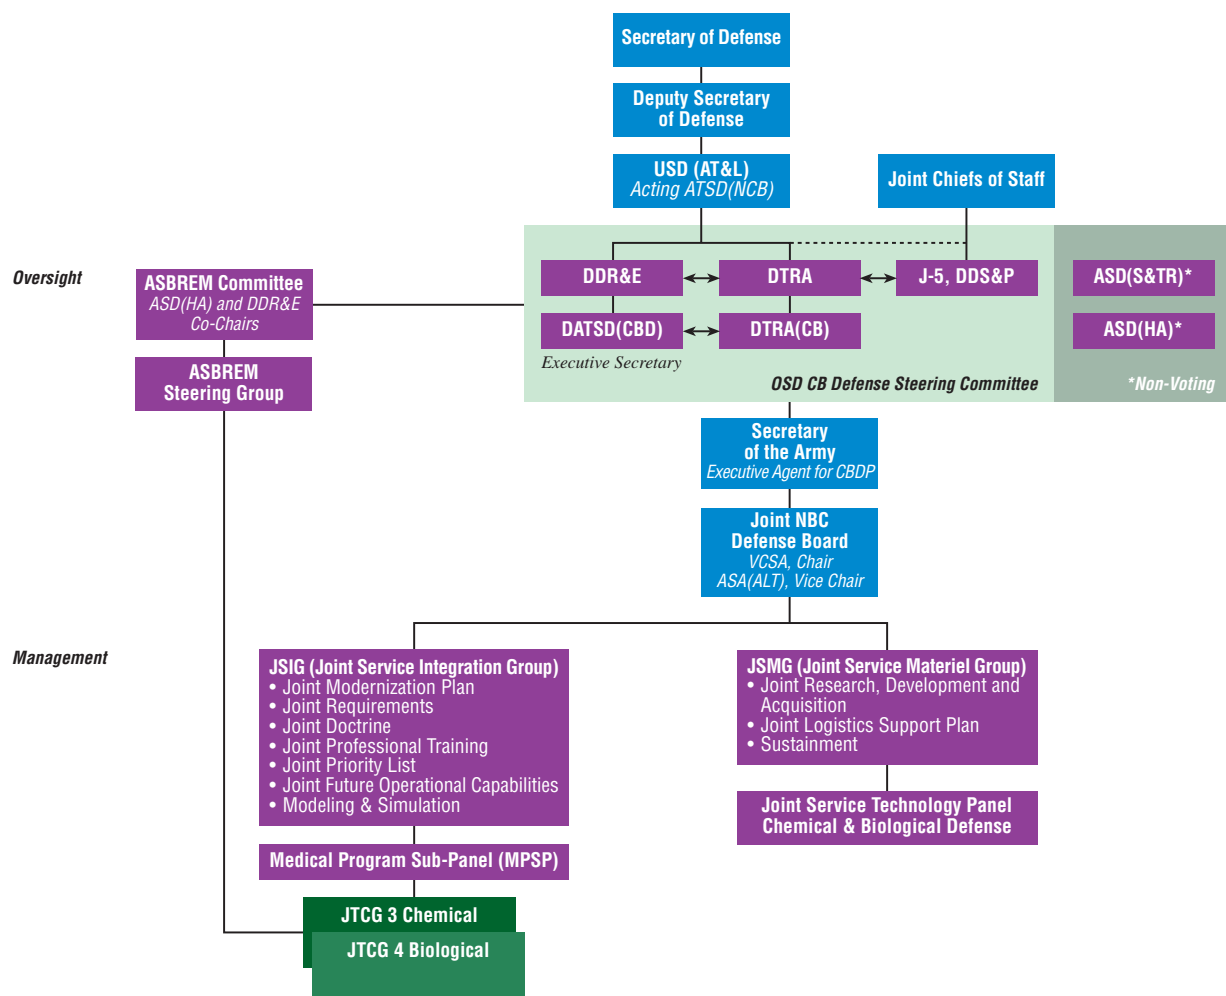 Secretary of Defense
Deputy Secretary
of Defense
USD (AT&L)
Acting ATSD(NCB)
Joint Chiefs of Staff
Oversight
ASBREM Committee
ASD(HA) and DDR&E
Co-Chairs
ASBREM
Steering Group
DDR&E
DTRA
J-5, DDS&P
ASD(S&TR)*
DATSD(CBD)
DTRA(CB)
ASD(HA)*
Executive Secretary
OSD CB Defense Steering Committee
*Non-Voting
Secretary
of the Army
Executive Agent for CBDP
Joint NBC
Defense Board
VCSA, Chair
ASA(ALT), Vice Chair
Management
JSIG (Joint Service Integration Group)
• Joint Modernization Plan
• Joint Requirements
• Joint Doctrine
• Joint Professional Training
• Joint Priority List
• Joint Future Operational Capabilities
• Modeling & Simulation
JSMG (Joint Service Materiel Group)
• Joint Research, Development and
Acquisition
• Joint Logistics Support Plan
• Sustainment
Joint Service Technology Panel
Chemical & Biological Defense
Medical Program Sub-Panel (MPSP)
JTCG 3 Chemical
JTCG 4 Biological